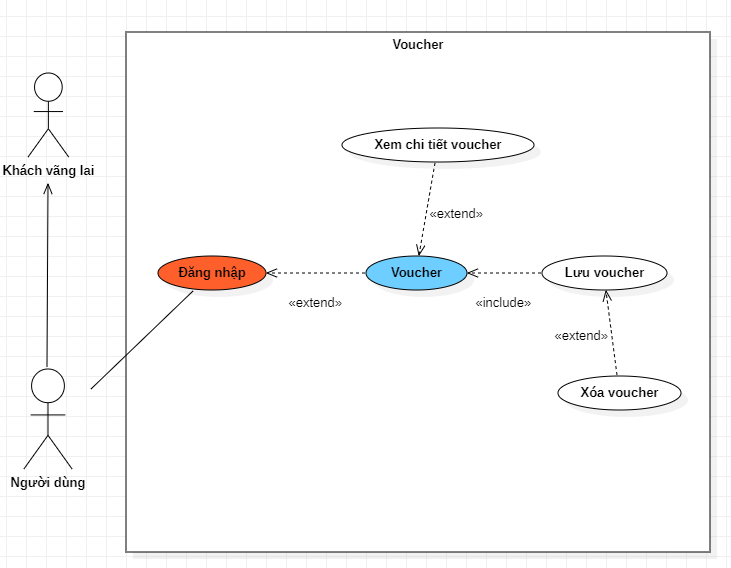 Voucher
Xem chi tiết voucher
Khách vãng lai
«extend»
Đăng nhập
Voucher
Lưu voucher
«extend»
«include»
«extend»
Xóa voucher
Người dùng